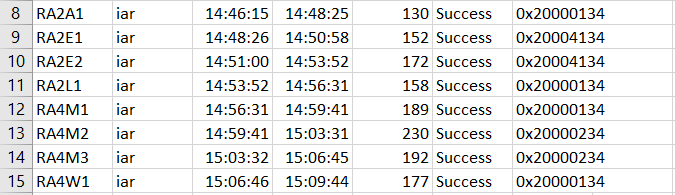 8 RA2A1 iar 14:46:15 14:48:25 130 Success 0x20000134
9 RA2E1 iar 14:48:26 14:50:58 152 Success 0x20004134
10 RA2E2 iar 14:51:00 14:53:52 172 Success 0x20004134
11 RA2L1 iar 14:53:52 14:56:31 158 Success 0x20004134
12 RA4M1 iar 14:56:31 14:59:41 189 Success 0x20000134
13 RA4M2 iar 14:59:41 15:03:31 230 Success 0x20000234
14 RA4M3 iar 15:03:32 15:06:45 192 Success 0x20000234
15 RA4W1 iar 15:06:46 15:09:44 177 Success 0x20000134